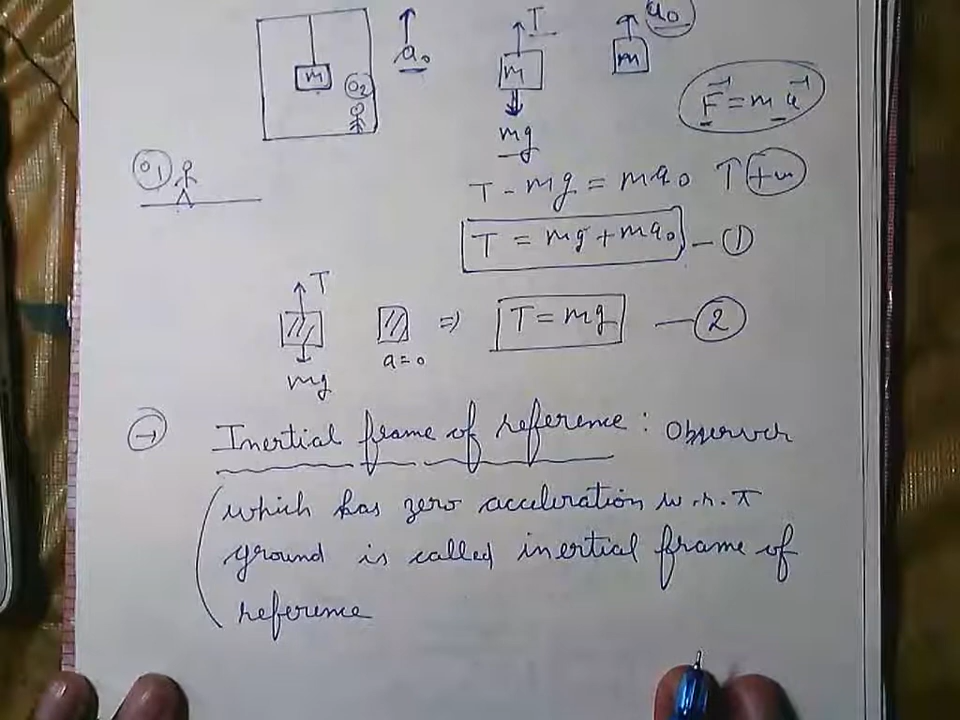 T
a₀
a₀
m
m
m
O₂
F⃗ = m a⃗
mg
O₁
T - mg = ma₀ ↑ +ve
T = mg + ma₀ — ①
T
T = mg — ②
⇒
a = 0
mg
→ Inertial frame of reference : Observer
which has zero acceleration w.r.t
ground is called inertial frame of
reference